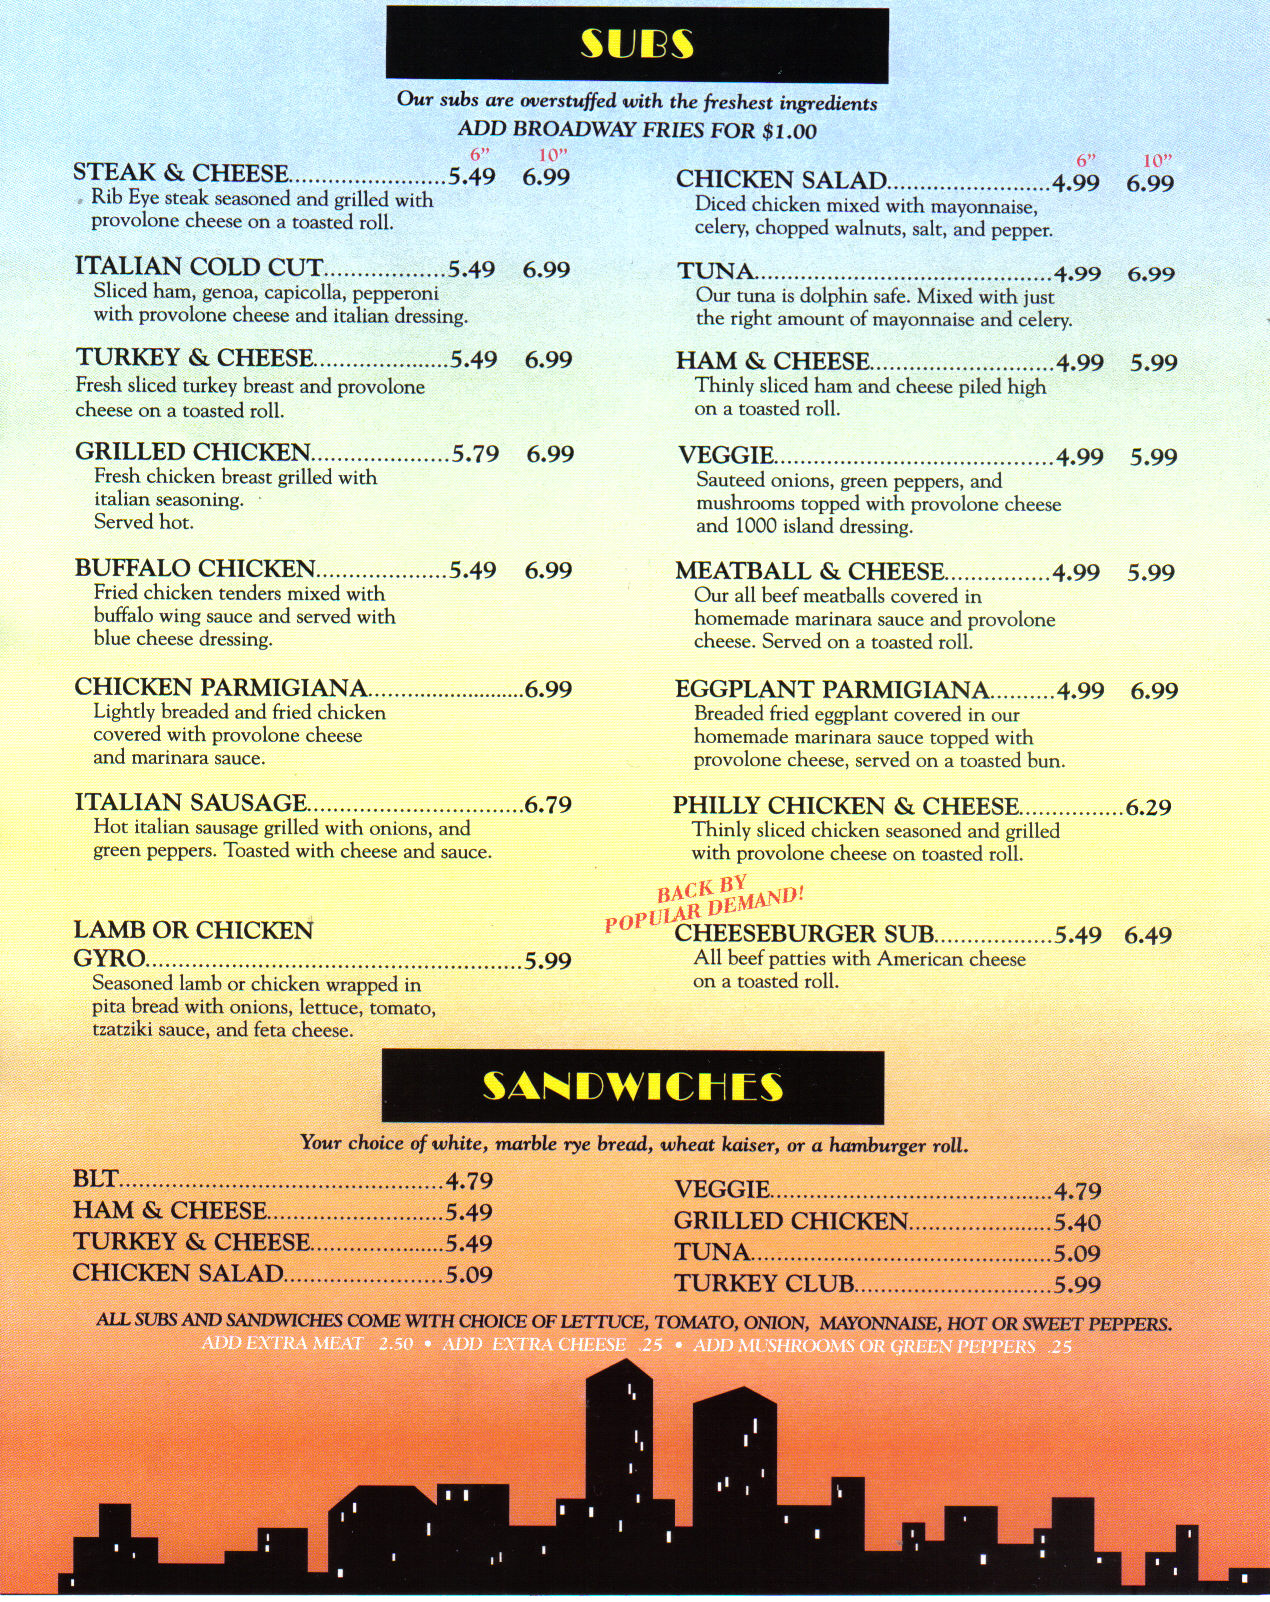 SUBS
Our subs are overstuffed with the freshest ingredients
ADD BROADWAY FRIES FOR $1.00
6” 10”
STEAK & CHEESE........................5.49 6.99
Rib Eye steak seasoned and grilled with
provolone cheese on a toasted roll.
ITALIAN COLD CUT..................5.49 6.99
Sliced ham, genoa, capicolla, pepperoni
with provolone cheese and italian dressing.
TURKEY & CHEESE....................5.49 6.99
Fresh sliced turkey breast and provolone
cheese on a toasted roll.
GRILLED CHICKEN.....................5.79 6.99
Fresh chicken breast grilled with
italian seasoning.
Served hot.
BUFFALO CHICKEN....................5.49 6.99
Fried chicken tenders mixed with
buffalo wing sauce and served with
blue cheese dressing.
CHICKEN PARMIGIANA...........................6.99
Lightly breaded and fried chicken
covered with provolone cheese
and marinara sauce.
ITALIAN SAUSAGE.................................6.79
Hot italian sausage grilled with onions, and
green peppers. Toasted with cheese and sauce.
LAMB OR CHICKEN
GYRO.........................................................5.99
Seasoned lamb or chicken wrapped in
pita bread with onions, lettuce, tomato,
tzatziki sauce, and feta cheese.
6” 10”
CHICKEN SALAD.........................4.99 6.99
Diced chicken mixed with mayonnaise,
celery, chopped walnuts, salt, and pepper.
TUNA.............................................4.99 6.99
Our tuna is dolphin safe. Mixed with just
the right amount of mayonnaise and celery.
HAM & CHEESE............................4.99 5.99
Thinly sliced ham and cheese piled high
on a toasted roll.
VEGGIE..........................................4.99 5.99
Sauteed onions, green peppers, and
mushrooms topped with provolone cheese
and 1000 island dressing.
MEATBALL & CHEESE................4.99 5.99
Our all beef meatballs covered in
homemade marinara sauce and provolone
cheese. Served on a toasted roll.
EGGPLANT PARMIGIANA..........4.99 6.99
Breaded fried eggplant covered in our
homemade marinara sauce topped with
provolone cheese, served on a toasted bun.
PHILLY CHICKEN & CHEESE................6.29
Thinly sliced chicken seasoned and grilled
with provolone cheese on toasted roll.
BACK BY
POPULAR DEMAND!
CHEESEBURGER SUB..................5.49 6.49
All beef patties with American cheese
on a toasted roll.
SANDWICHES
Your choice of white, marble rye bread, wheat kaiser, or a hamburger roll.
BLT.................................................4.79
HAM & CHEESE...........................5.49
TURKEY & CHEESE....................5.49
CHICKEN SALAD........................5.09
VEGGIE..........................................4.79
GRILLED CHICKEN.....................5.40
TUNA.............................................5.09
TURKEY CLUB..............................5.99
ALL SUBS AND SANDWICHES COME WITH CHOICE OF LETTUCE, TOMATO, ONION, MAYONNAISE, HOT OR SWEET PEPPERS.
ADD EXTRA MEAT 2.50 • ADD EXTRA CHEESE .25 • ADD MUSHROOMS OR GREEN PEPPERS .25